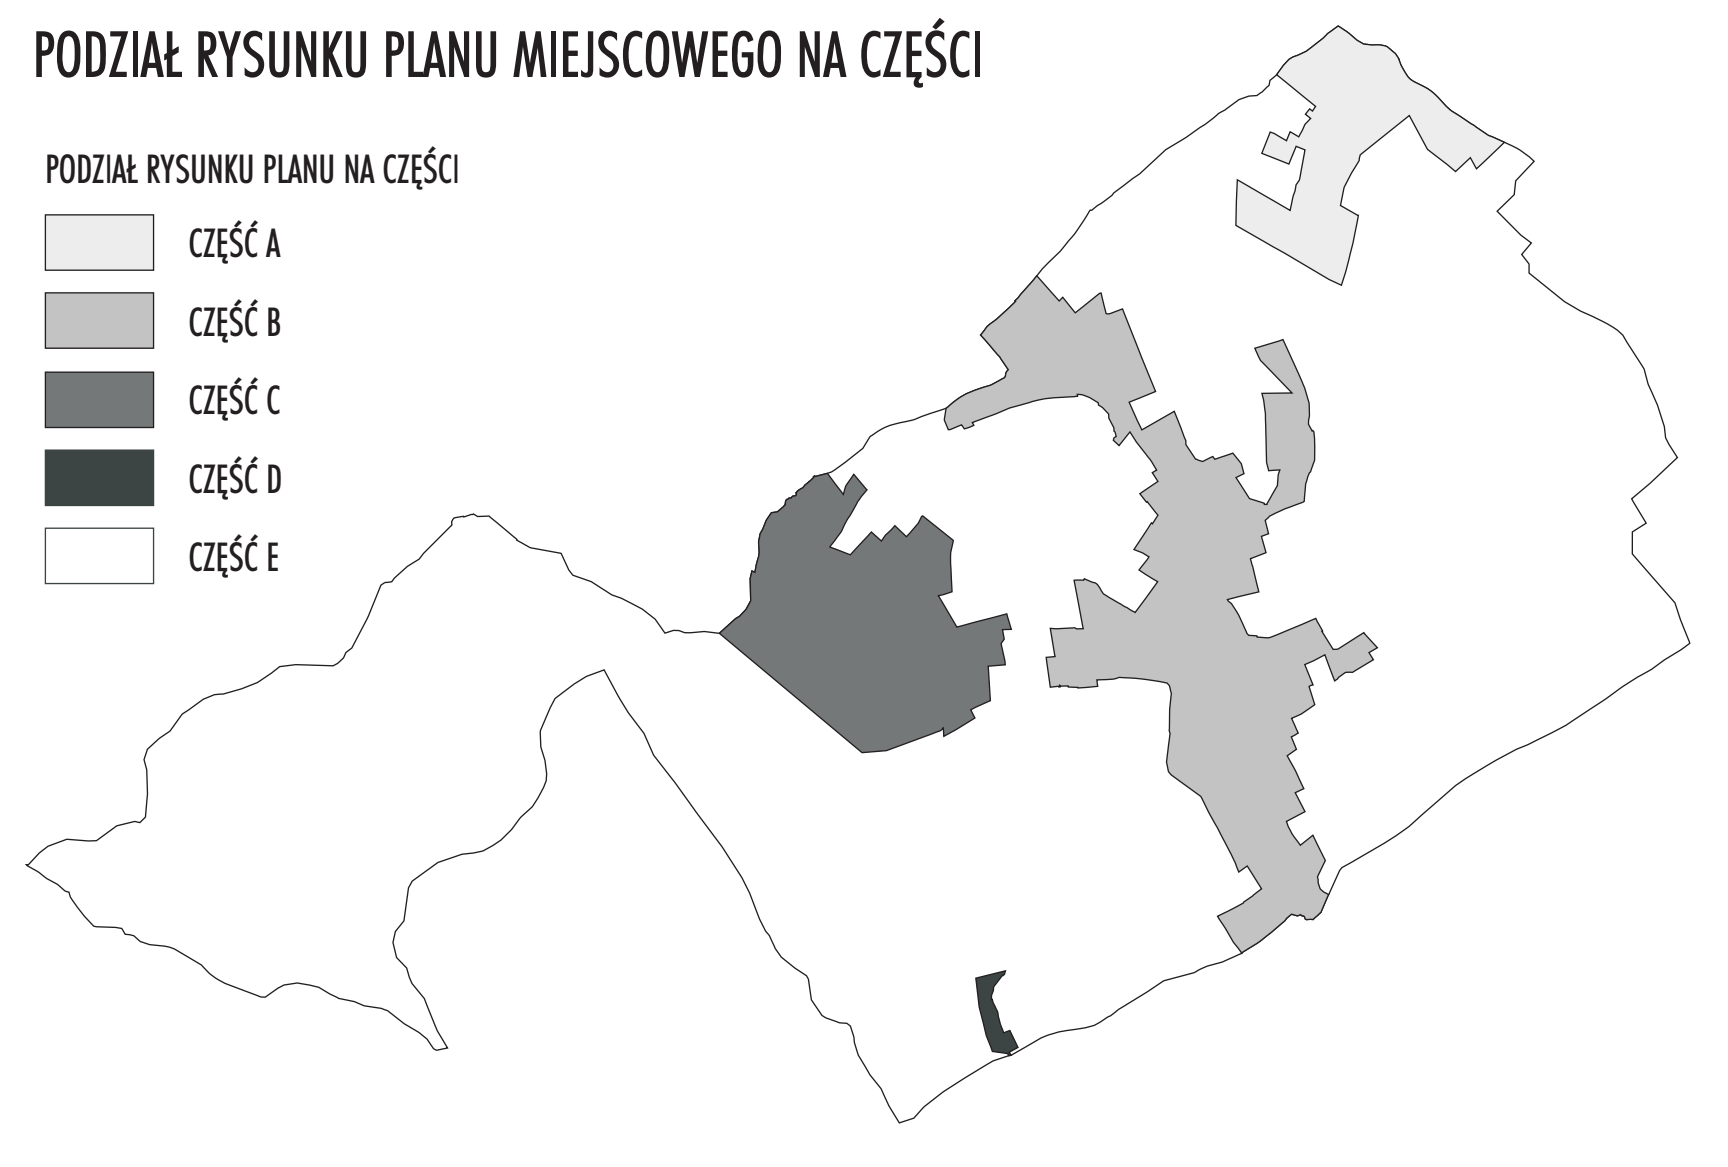 PODZIAŁ RYSUNKU PLANU MIEJSCOWEGO NA CZĘŚCI
PODZIAŁ RYSUNKU PLANU NA CZĘŚCI
CZĘŚĆ A
CZĘŚĆ B
CZĘŚĆ C
CZĘŚĆ D
CZĘŚĆ E